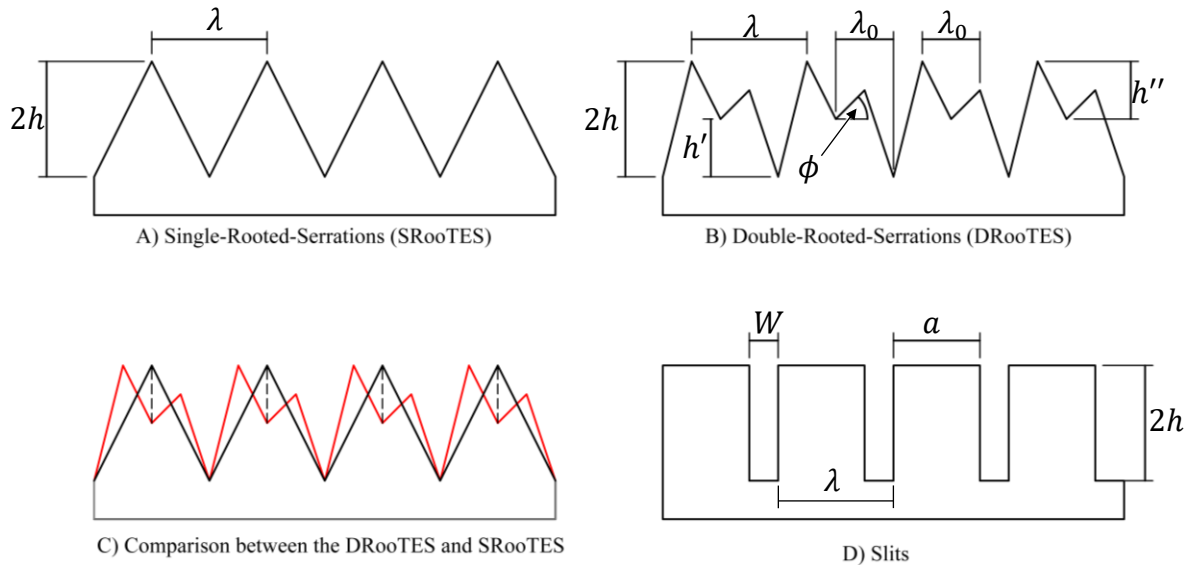 λ
2h
A) Single-Rooted-Serrations (SRooTES)
λ λ₀ λ₀
2h h′ ϕ h′′
B) Double-Rooted-Serrations (DRooTES)
C) Comparison between the DRooTES and SRooTES
W a
2h
λ
D) Slits